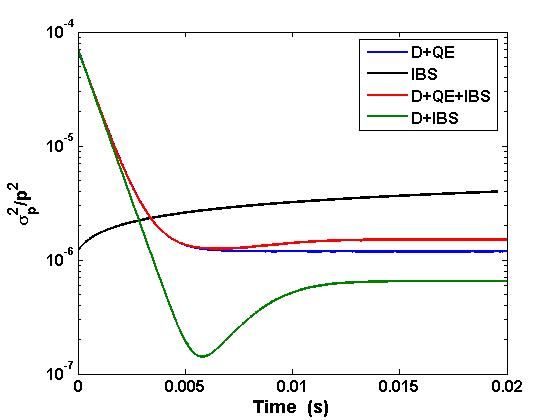 10^-4
D+QE
IBS
D+QE+IBS
D+IBS
10^-5
σ_p^2/p^2
10^-6
10^-7
0 0.005 0.01 0.015 0.02
Time (s)